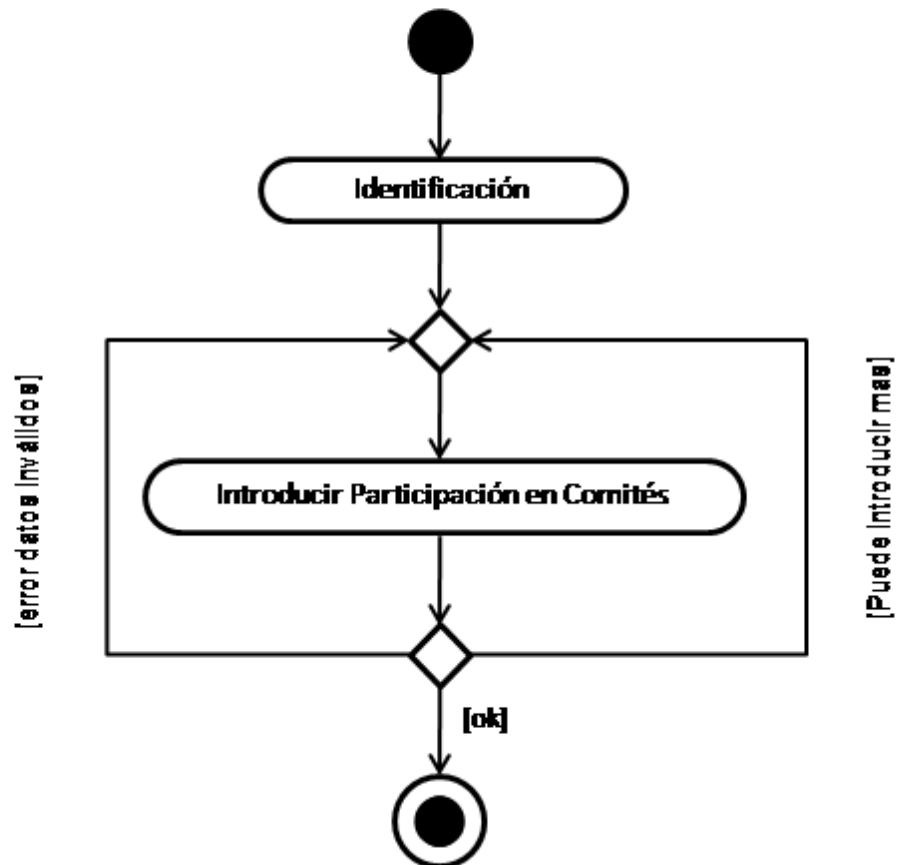 Identificación
[error datos Inválidos]
[Puede Introducir mas]
Introducir Participación en Comités
[ok]